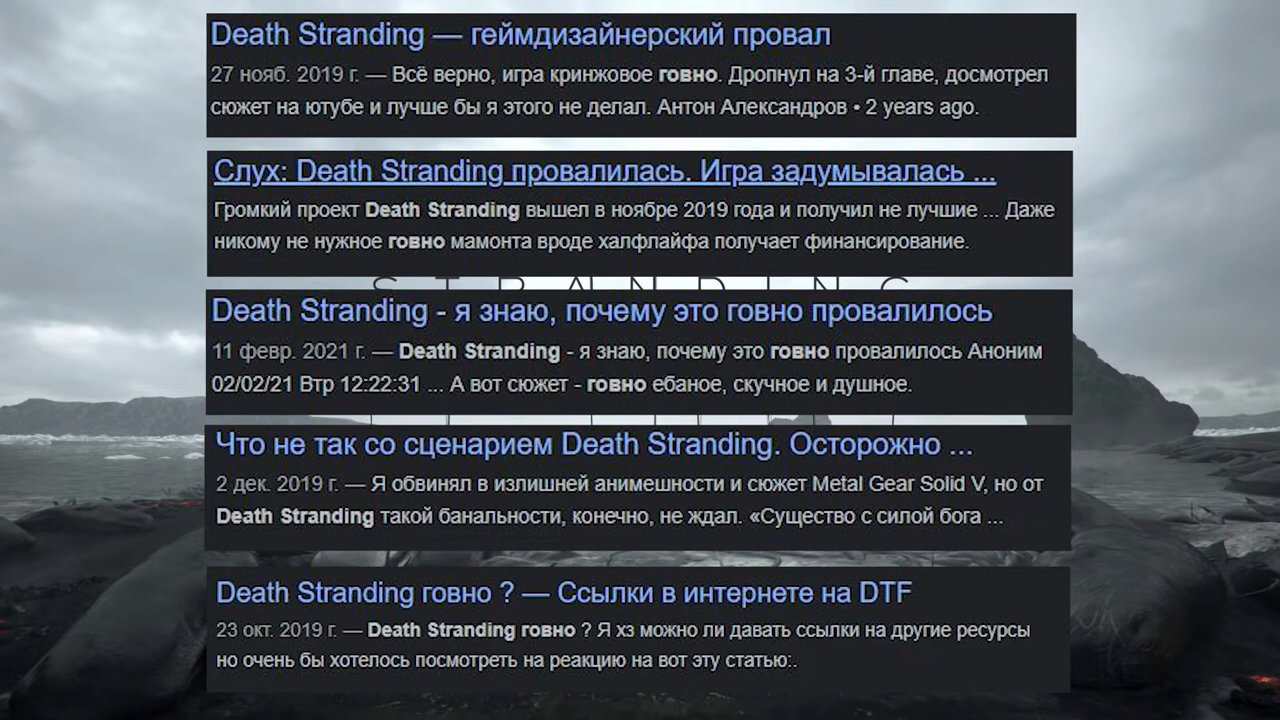 Death Stranding — геймдизайнерский провал
27 нояб. 2019 г. — Всё верно, игра кринжовое говно. Дропнул на 3-й главе, досмотрел
сюжет на ютубе и лучше бы я этого не делал. Антон Александров • 2 years ago.
Слух: Death Stranding провалилась. Игра задумывалась ...
Громкий проект Death Stranding вышел в ноябре 2019 года и получил не лучшие ... Даже
никому не нужное говно мамонта вроде халфлайфа получает финансирование.
STRANDING
Death Stranding - я знаю, почему это говно провалилось
11 февр. 2021 г. — Death Stranding - я знаю, почему это говно провалилось Аноним
02/02/21 Втр 12:22:31 ... А вот сюжет - говно ебаное, скучное и душное.
Что не так со сценарием Death Stranding. Осторожно ...
2 дек. 2019 г. — Я обвинял в излишней анимешности и сюжет Metal Gear Solid V, но от
Death Stranding такой банальности, конечно, не ждал. «Существо с силой бога ...
Death Stranding говно ? — Ссылки в интернете на DTF
23 окт. 2019 г. — Death Stranding говно ? Я хз можно ли давать ссылки на другие ресурсы
но очень бы хотелось посмотреть на реакцию на вот эту статью:.